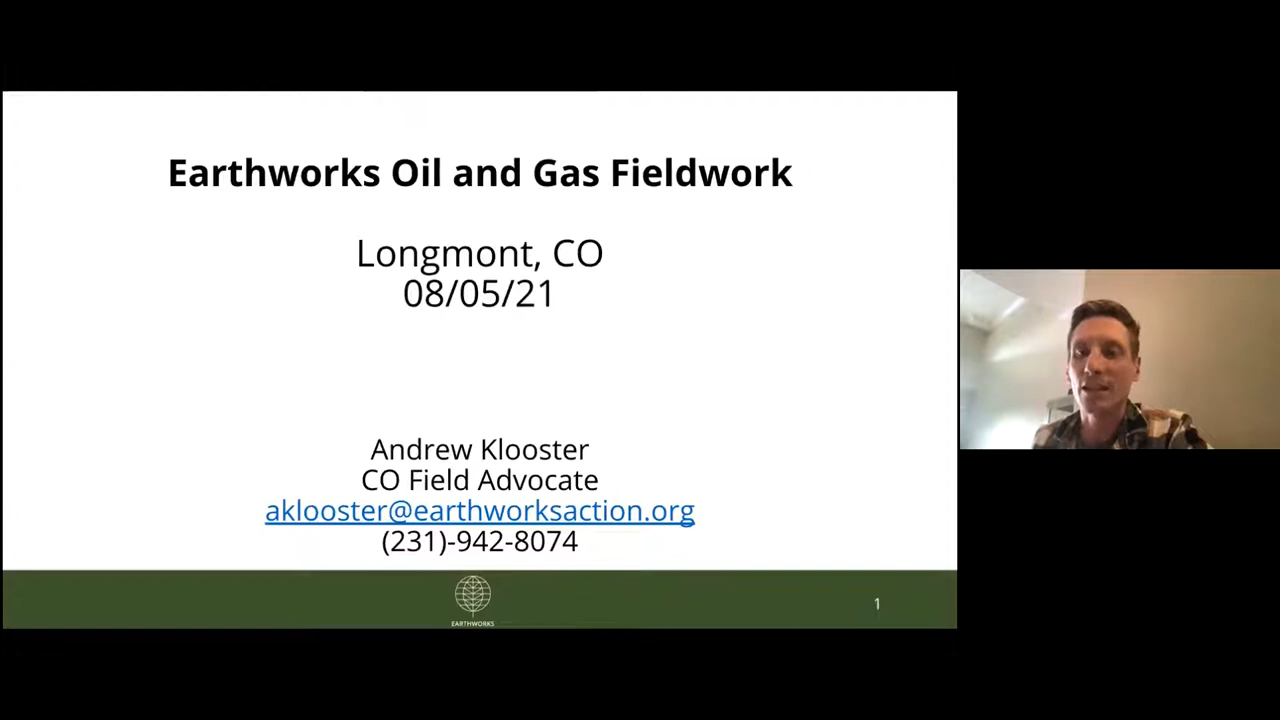 Earthworks Oil and Gas Fieldwork
Longmont, CO
08/05/21
Andrew Klooster
CO Field Advocate
aklooster@earthworksaction.org
(231)-942-8074
EARTHWORKS
1